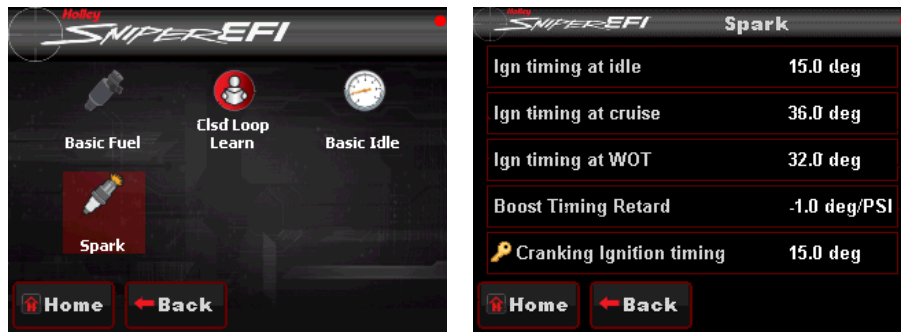 Holley
SNIPER EFI
Basic Fuel
Clsd Loop
Learn
Basic Idle
Spark
Home
Back
Holley
SNIPER EFI
Spark
Ign timing at idle 15.0 deg
Ign timing at cruise 36.0 deg
Ign timing at WOT 32.0 deg
Boost Timing Retard -1.0 deg/PSI
Cranking Ignition timing 15.0 deg
Home
Back